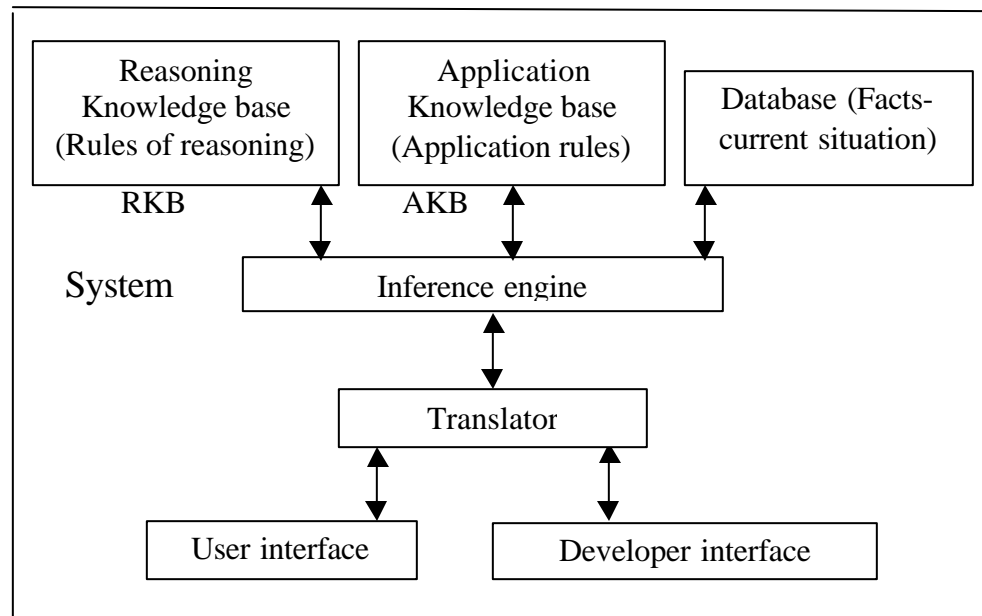 Reasoning
Knowledge base
(Rules of reasoning)
Application
Knowledge base
(Application rules)
Database (Facts-
current situation)
RKB
AKB
System
Inference engine
Translator
User interface
Developer interface